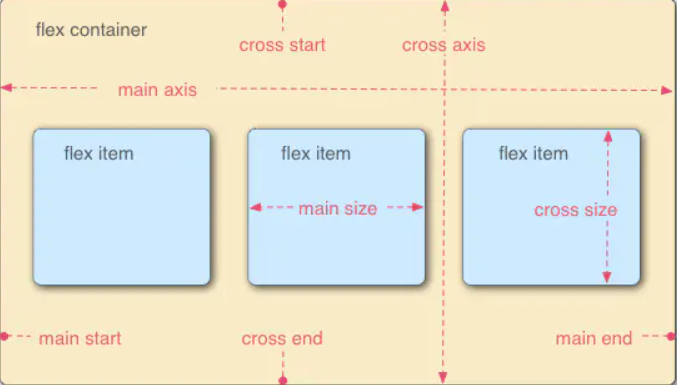 flex container
cross start
cross axis
main axis
flex item
flex item
flex item
main size
cross size
main start
cross end
main end